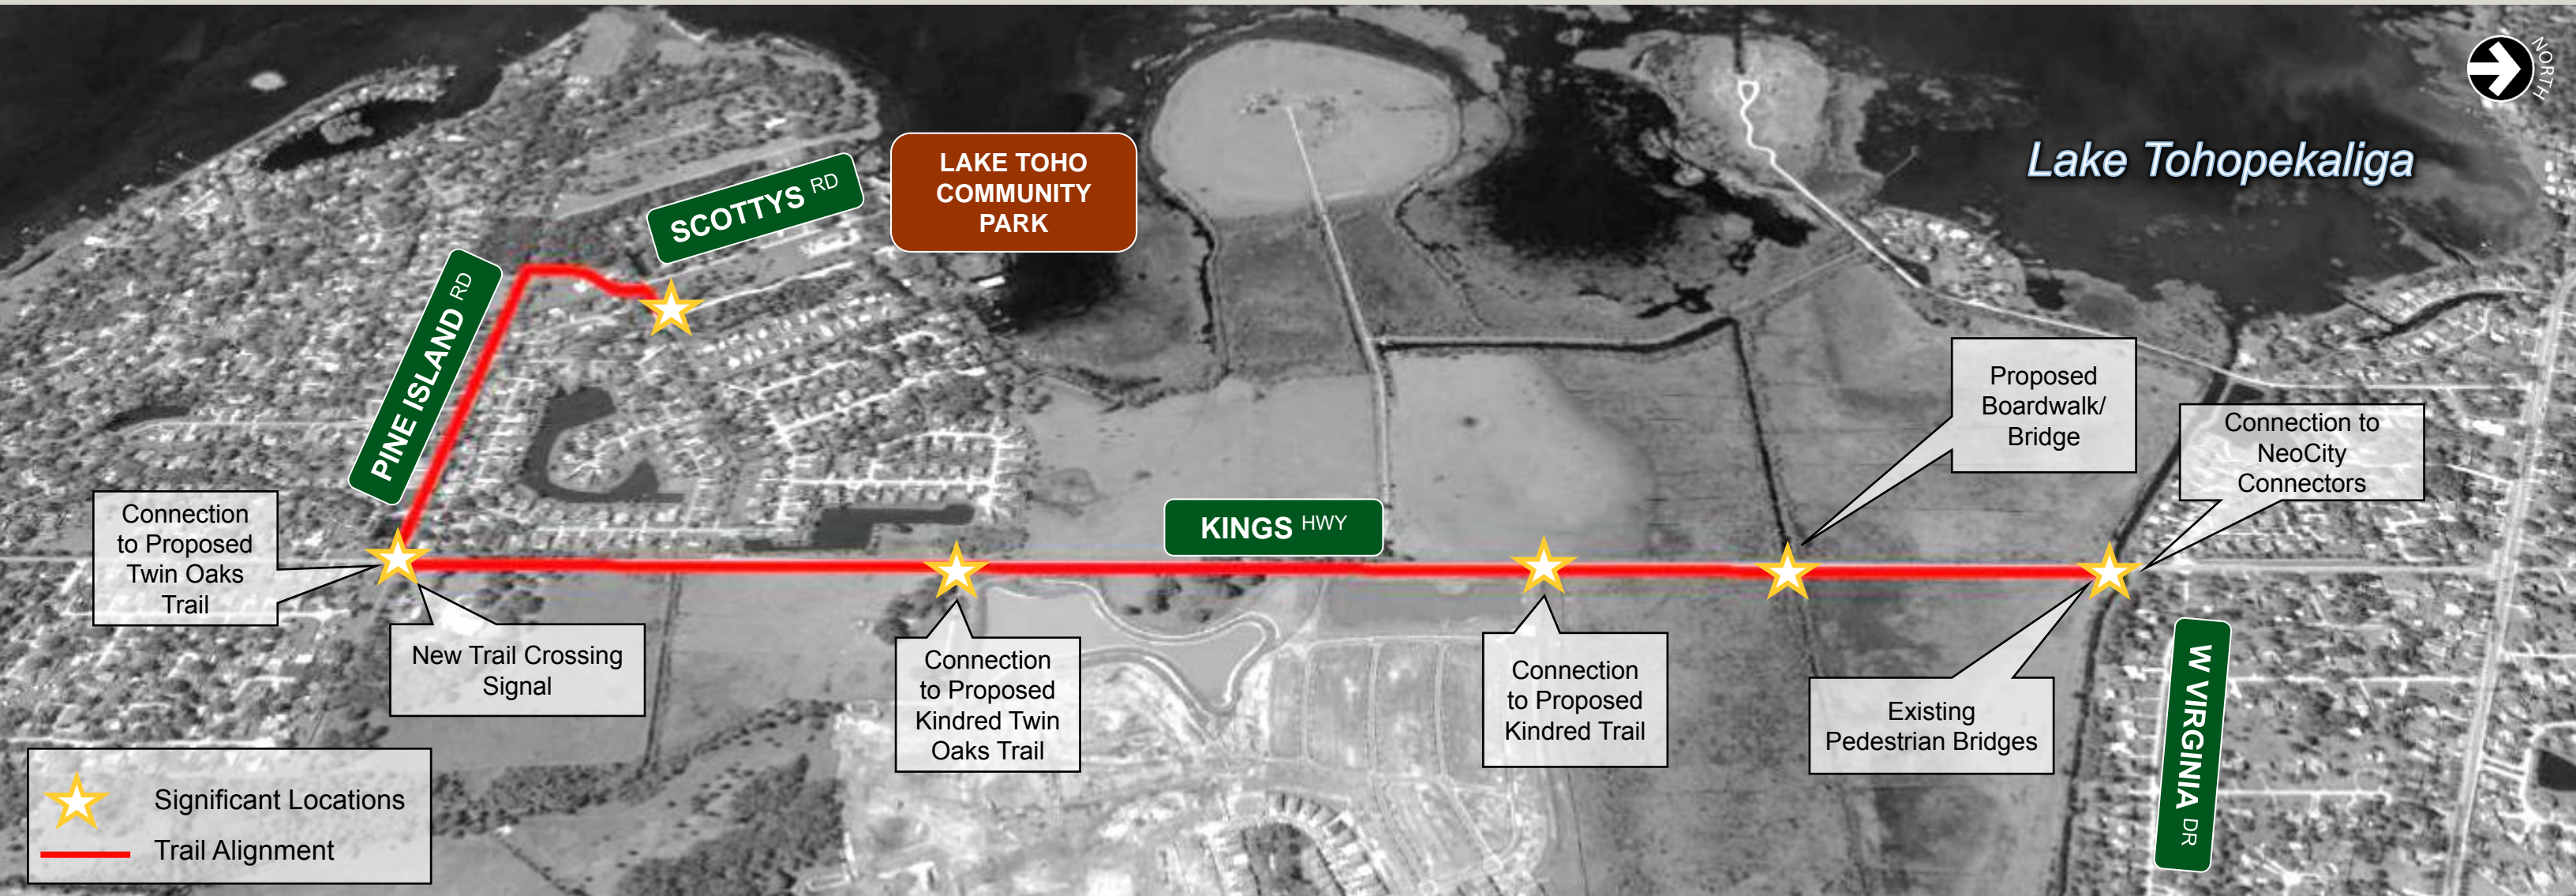 NORTH
Lake Tohopekaliga
LAKE TOHO
COMMUNITY
PARK
SCOTTYS RD
PINE ISLAND RD
KINGS HWY
Proposed
Boardwalk/
Bridge
Connection to
NeoCity
Connectors
Connection
to Proposed
Twin Oaks
Trail
New Trail Crossing
Signal
Connection
to Proposed
Kindred Twin
Oaks Trail
Connection
to Proposed
Kindred Trail
Existing
Pedestrian Bridges
W VIRGINIA DR
Significant Locations
Trail Alignment